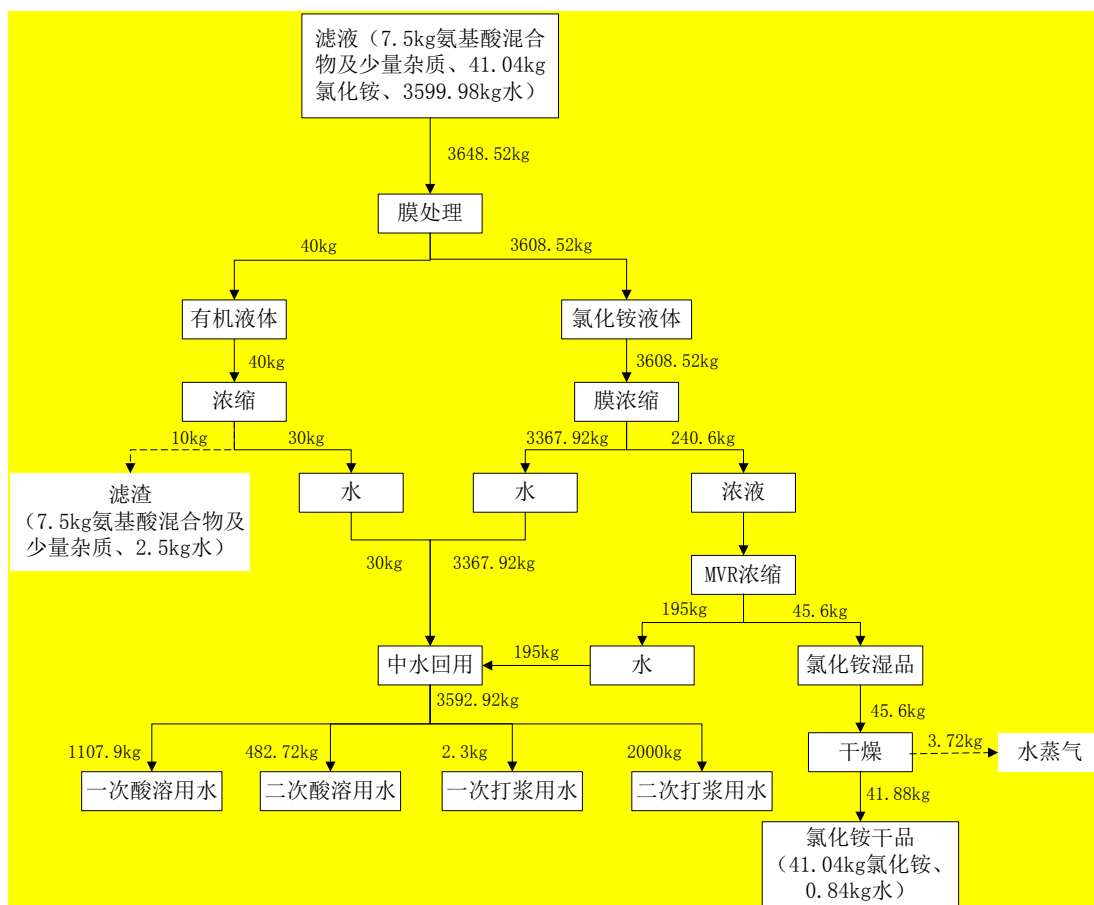 滤液（7.5kg氨基酸混合
物及少量杂质、41.04kg
氯化铵、3599.98kg水）
3648.52kg
膜处理
40kg
3608.52kg
有机液体
氯化铵液体
40kg
3608.52kg
浓缩
膜浓缩
10kg
30kg
3367.92kg
240.6kg
滤渣
（7.5kg氨基酸混合物及
少量杂质、2.5kg水）
水
水
浓液
30kg
3367.92kg
MVR浓缩
195kg
45.6kg
中水回用
195kg
水
氯化铵湿品
3592.92kg
45.6kg
1107.9kg
482.72kg
2.3kg
2000kg
干燥
3.72kg
水蒸气
一次酸溶用水
二次酸溶用水
一次打浆用水
二次打浆用水
41.88kg
氯化铵干品
（41.04kg氯化铵、
0.84kg水）